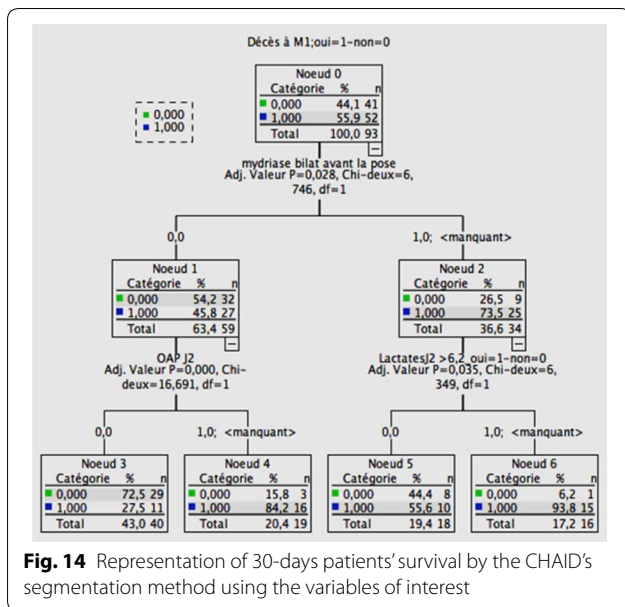 Décès à M1;oui=1-non=0
Noeud 0
Catégorie % n
0,000 44,1 41
1,000 55,9 52
Total 100,0 93
0,000
1,000
mydriase bilat avant la pose
Adj. Valeur P=0,028, Chi-deux=6,
746, df=1
0,0 1,0; <manquant>
Noeud 1
Catégorie % n
0,000 54,2 32
1,000 45,8 27
Total 63,4 59
Noeud 2
Catégorie % n
0,000 26,5 9
1,000 73,5 25
Total 36,6 34
OAP J2
Adj. Valeur P=0,000, Chi-
deux=16,691, df=1
LactatesJ2 >6,2_oui=1-non=0
Adj. Valeur P=0,035, Chi-deux=6,
349, df=1
0,0 1,0; <manquant> 0,0 1,0; <manquant>
Noeud 3
Catégorie % n
0,000 72,5 29
1,000 27,5 11
Total 43,0 40
Noeud 4
Catégorie % n
0,000 15,8 3
1,000 84,2 16
Total 20,4 19
Noeud 5
Catégorie % n
0,000 44,4 8
1,000 55,6 10
Total 19,4 18
Noeud 6
Catégorie % n
0,000 6,2 1
1,000 93,8 15
Total 17,2 16
Fig. 14 Representation of 30-days patients' survival by the CHAID's
segmentation method using the variables of interest